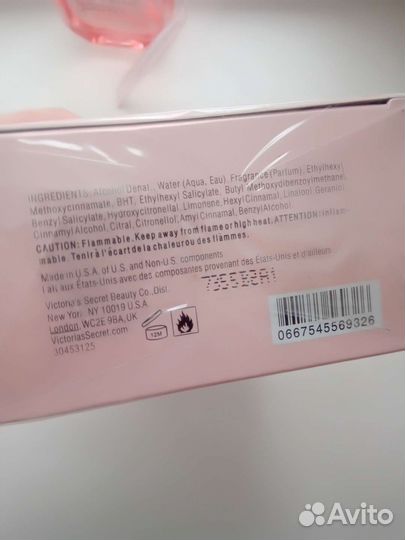 INGREDIENTS: Alcohol Denat., Water (Aqua, Eau), Fragrance (Parfum), Ethylhexyl
Methoxycinnamate, BHT, Ethylhexyl Salicylate, Butyl Methoxydibenzoylmethane,
Benzyl Salicylate, Hydroxycitronellal, Limonene, Hexyl Cinnamal, Linalool, Geraniol,
Cinnamyl Alcohol, Citral, Citronellol, Amyl Cinnamal, Benzyl Alcohol
CAUTION: Flammable. Keep away from flame or high heat. ATTENTION: Inflam-
mable. Tenir à l'écart de la chaleur ou des flammes.
Made in U.S.A. of U.S. and Non-U.S. components
Fait aux États-Unis avec des composantes provenant des États-Unis et d'ailleurs
Victoria's Secret Beauty Co., Dist.
New York, NY 10019 U.S.A.
London, WC2E 9BA, UK
VictoriasSecret.com
30453125
12M
0667545569326
Avito